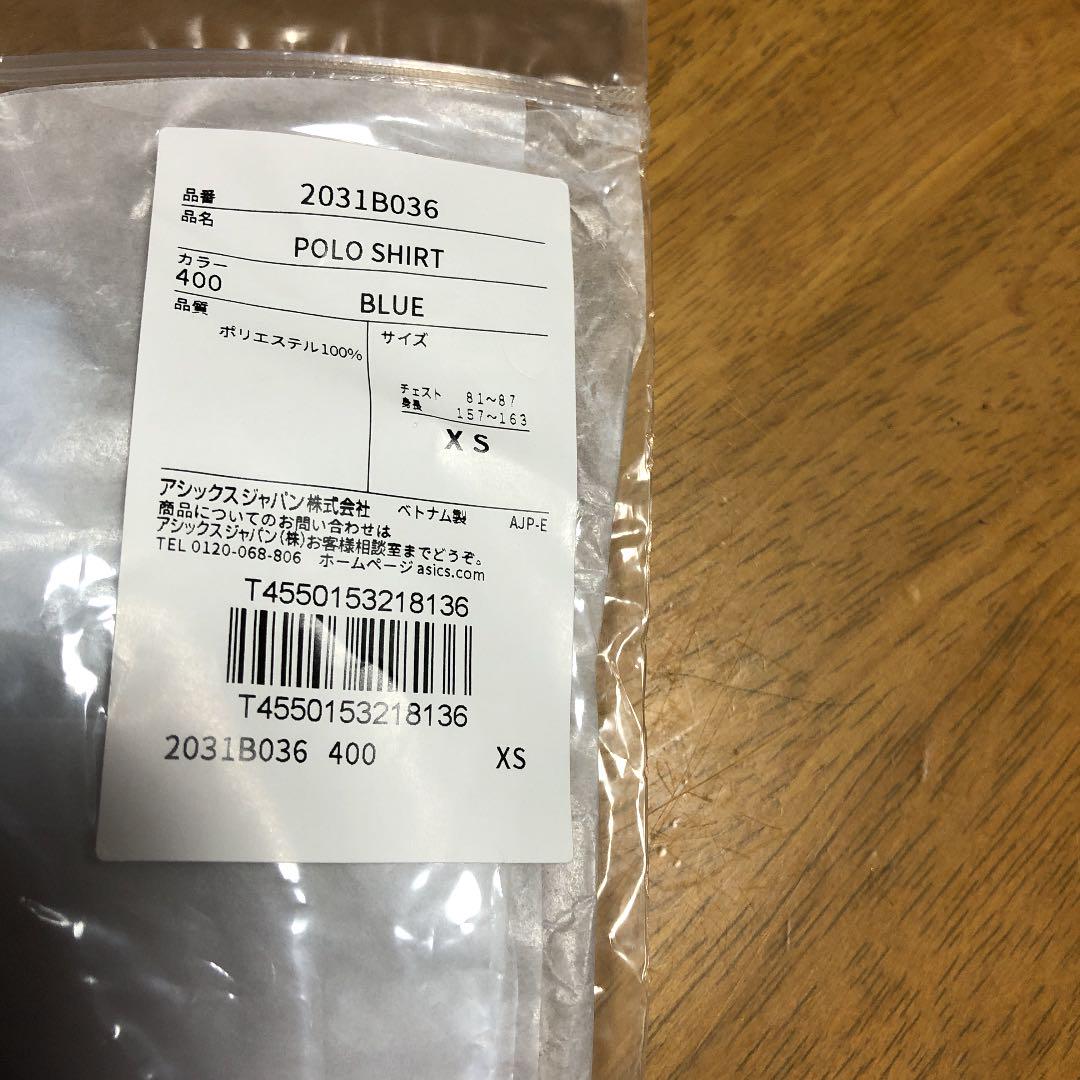 品番 2031B036
品名
POLO SHIRT
カラー
400 BLUE
品質
ポリエステル100%
サイズ
チェスト 81～87
身長 157～163
XS
アシックスジャパン株式会社 ベトナム製 AJP-E
商品についてのお問い合わせは
アシックスジャパン(株)お客様相談室までどうぞ。
TEL 0120-068-806 ホームページasics.com
T4550153218136
T4550153218136
2031B036 400 XS